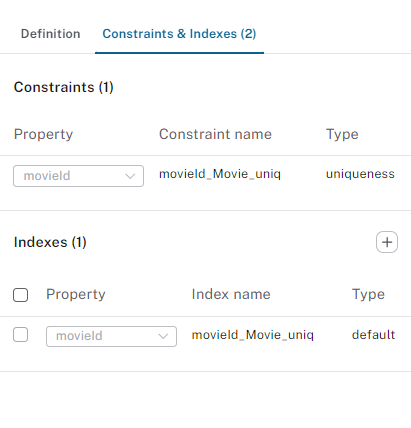 Definition Constraints & Indexes (2)
Constraints (1)
Property Constraint name Type
movieId movieId_Movie_uniq uniqueness
Indexes (1)
Property Index name Type
movieId movieId_Movie_uniq default